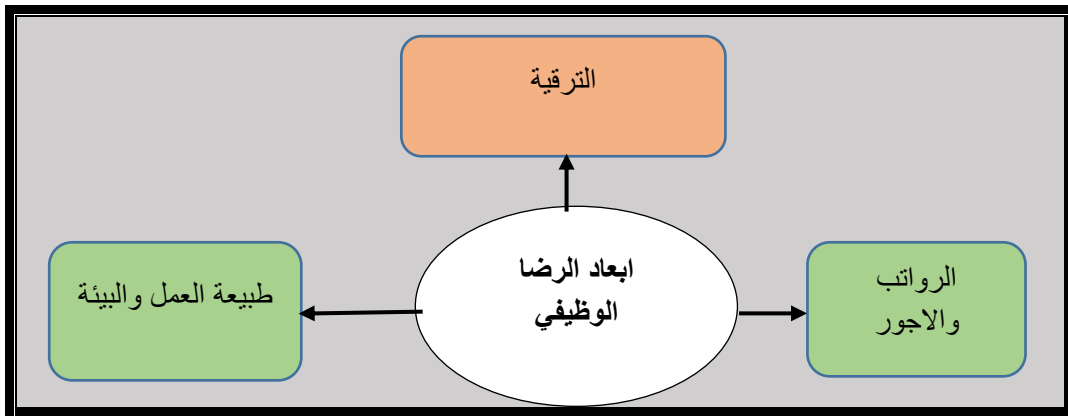 الترقية
ابعاد الرضا
الوظيفي
الرواتب
والاجور
طبيعة العمل والبيئة